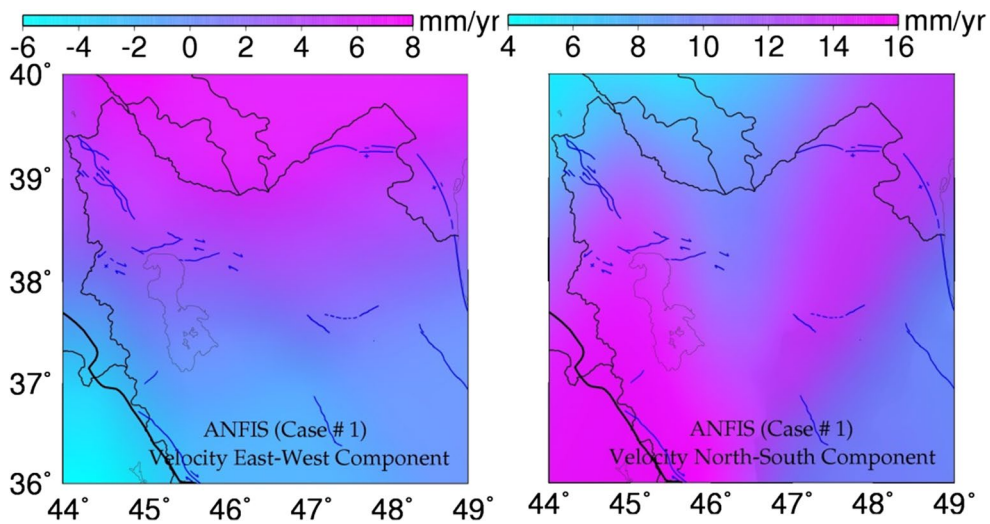 -6 -4 -2 0 2 4 6 8 mm/yr
4 6 8 10 12 14 16 mm/yr
40°
39°
38°
37°
36°
ANFIS (Case # 1)
Velocity East-West Component
44° 45° 46° 47° 48° 49°
ANFIS (Case # 1)
Velocity North-South Component
44° 45° 46° 47° 48° 49°